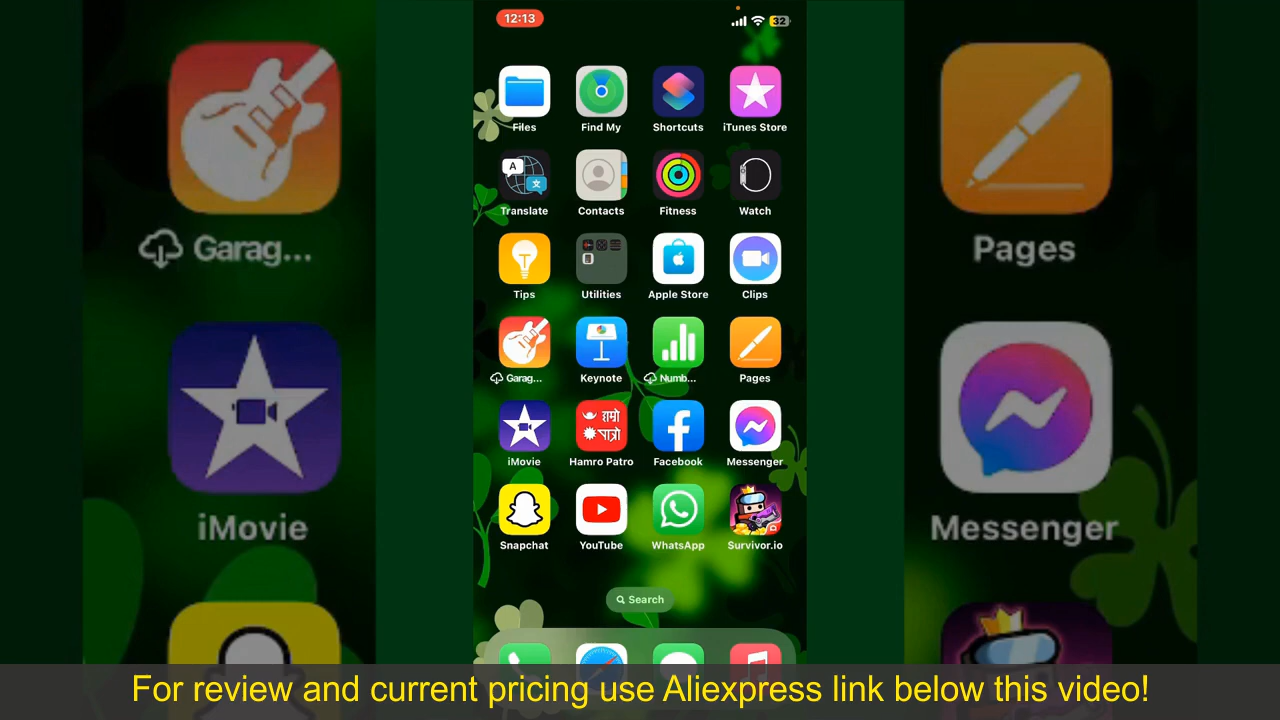 12:13
32
Files Find My Shortcuts iTunes Store
A 文
Translate Contacts Fitness Watch
Tips Utilities Apple Store Clips
Garag... Keynote Numb... Pages
हाम्रो
पात्रो
iMovie Hamro Patro Facebook Messenger
Snapchat YouTube WhatsApp Survivor.io
Search
Garag...
iMovie
Pages
Messenger
For review and current pricing use Aliexpress link below this video!